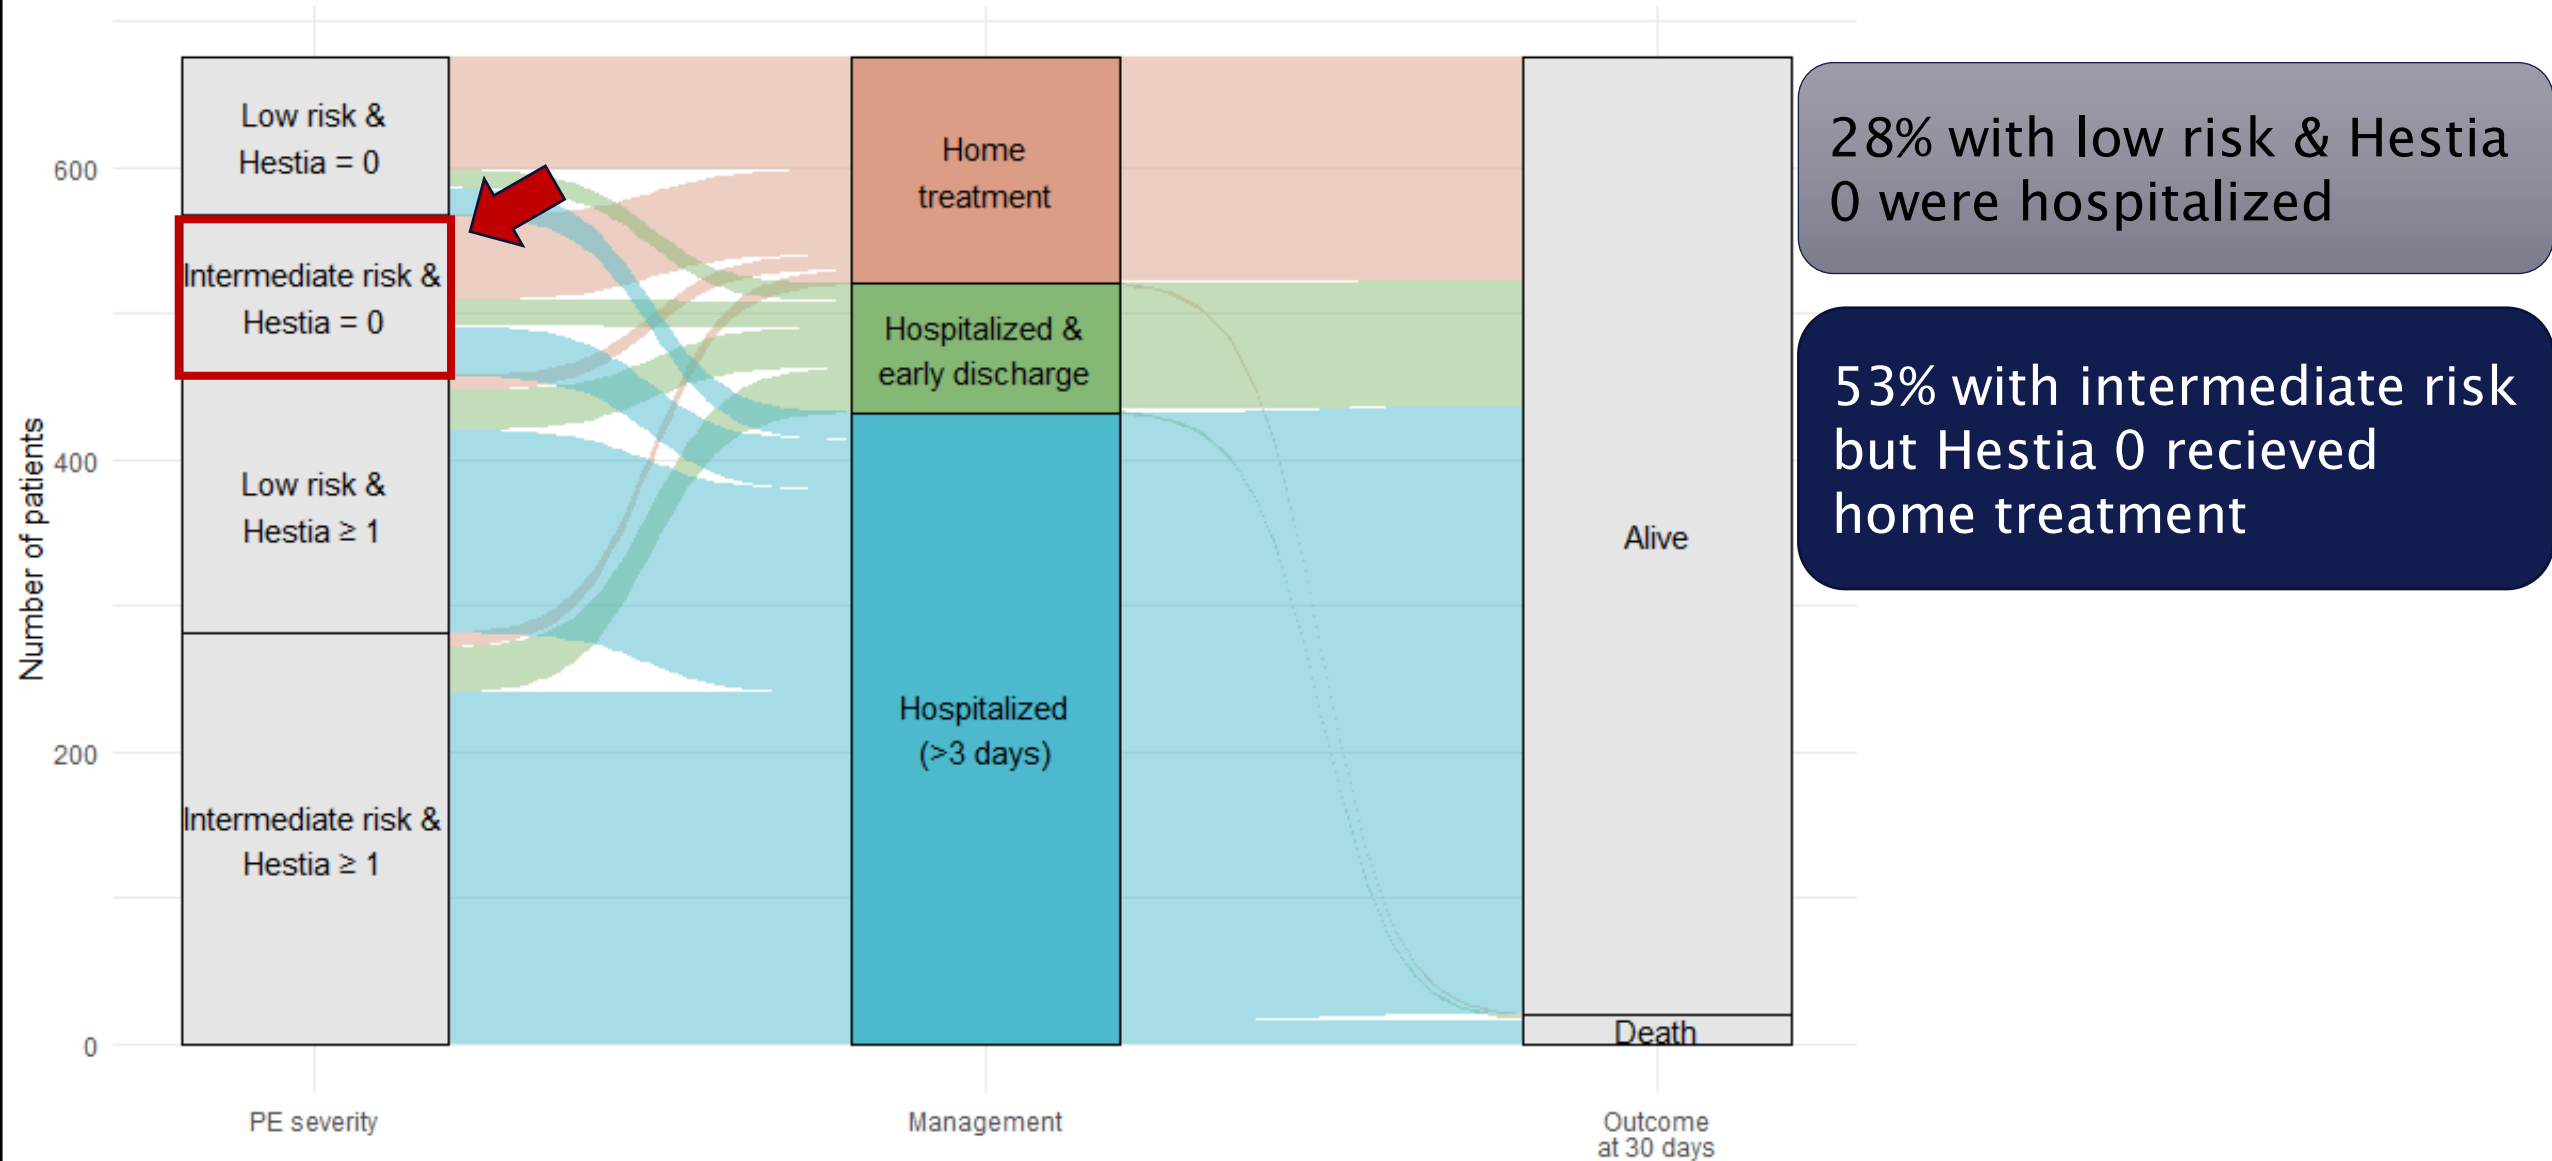 Low risk &
Hestia = 0
Intermediate risk &
Hestia = 0
Low risk &
Hestia ≥ 1
Intermediate risk &
Hestia ≥ 1
Home
treatment
Hospitalized &
early discharge
Hospitalized
(>3 days)
Alive
Death
28% with low risk & Hestia
0 were hospitalized
53% with intermediate risk
but Hestia 0 recieved
home treatment
Number of patients
600
400
200
0
PE severity
Management
Outcome
at 30 days